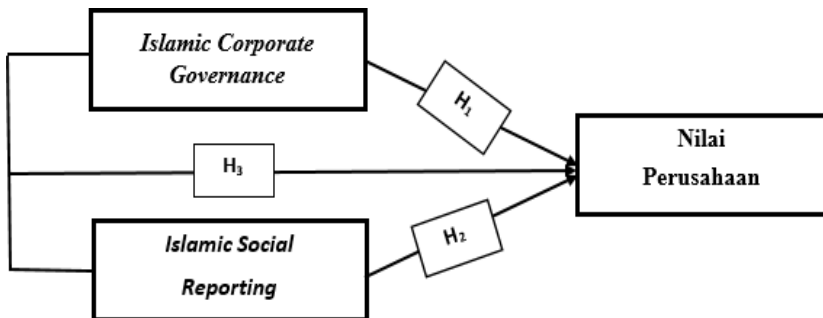 Islamic Corporate
Governance
H₁
Nilai
Perusahaan
H₃
Islamic Social
Reporting
H₂